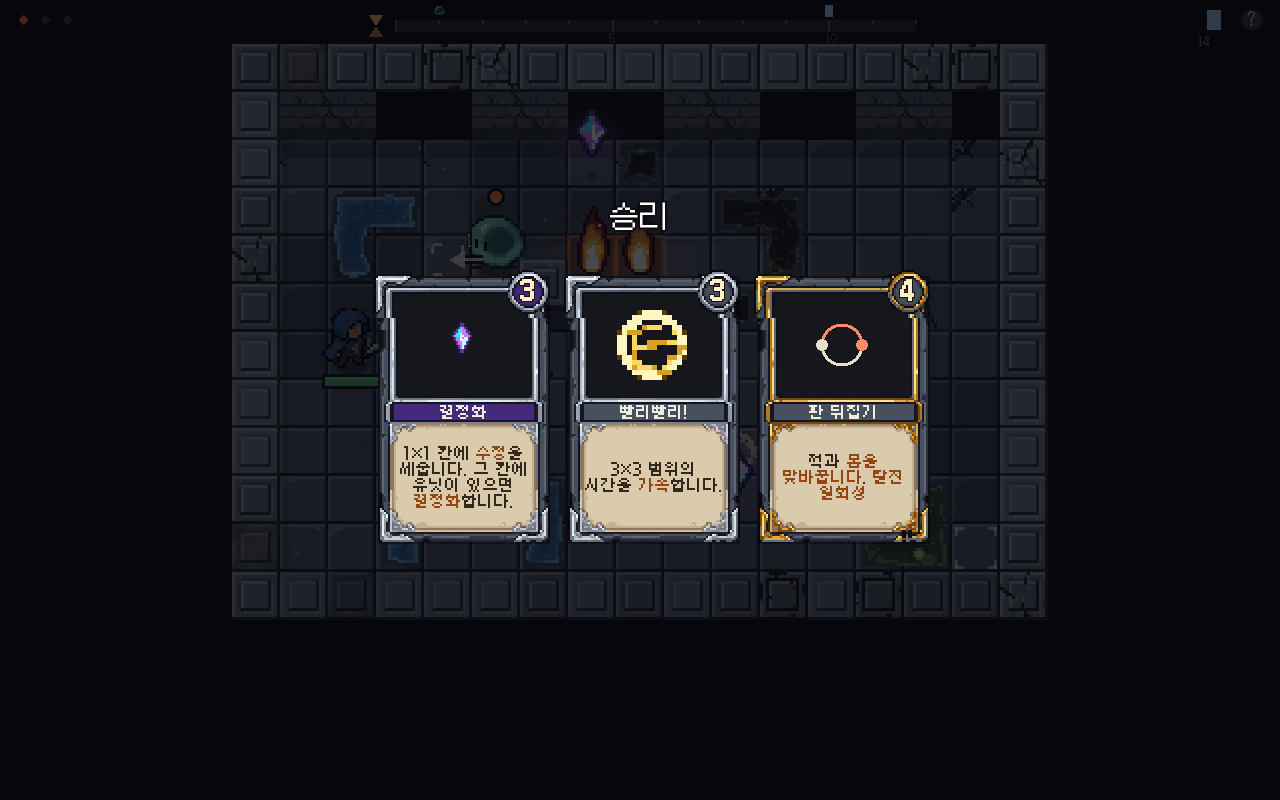 ?
5
10
14
승리
3
3
4
결정화
빨리빨리!
판 뒤집기
1×1 칸에 수정을
세웁니다. 그 칸에
유닛이 있으면
결정화합니다.
3×3 범위의
시간을 가속합니다.
적과 몸을
맞바꿉니다. 탈진
일회성